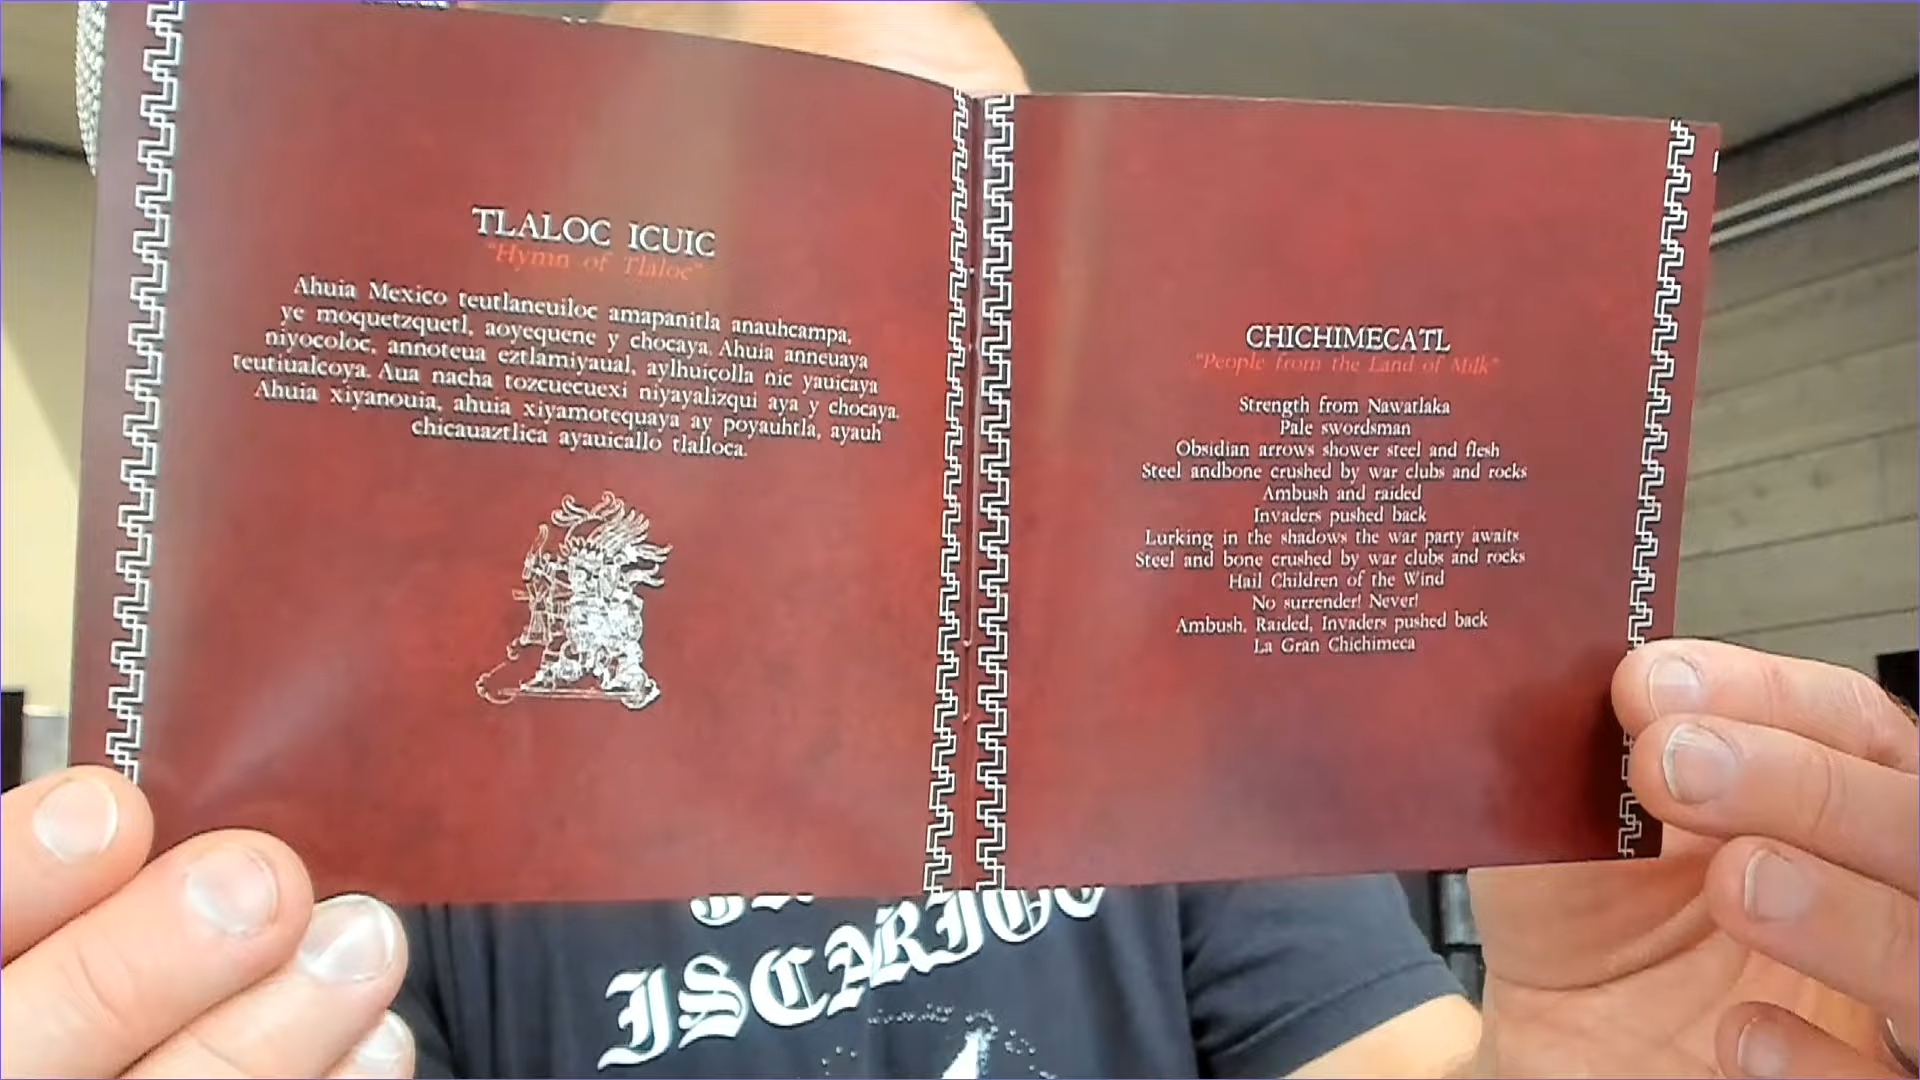 TLALOC ICUIC
"Hymn of Tlaloc"
Ahuia Mexico teutlaneuiloc amapanitla anauhcampa,
ye moquetzquetl, aoyequene y chocaya. Ahuia anneuaya
niyocoloc, annoteua eztlamiyaual, aylhuiçolla nic yauicaya
teutiualcoya. Aua nacha tozcuecuexi niyayalizqui aya y chocaya.
Ahuia xiyanouia, ahuia xiyamotequaya ay poyauhtla, ayauh
chicauaztlica ayauicallo tlalloca.
CHICHIMECATL
"People from the Land of Milk"
Strength from Nawatlaka
Pale swordsman
Obsidian arrows shower steel and flesh
Steel andbone crushed by war clubs and rocks
Ambush and raided
Invaders pushed back
Lurking in the shadows the war party awaits
Steel and bone crushed by war clubs and rocks
Hail Children of the Wind
No surrender! Never!
Ambush, Raided, Invaders pushed back
La Gran Chichimeca
ISCARIOT